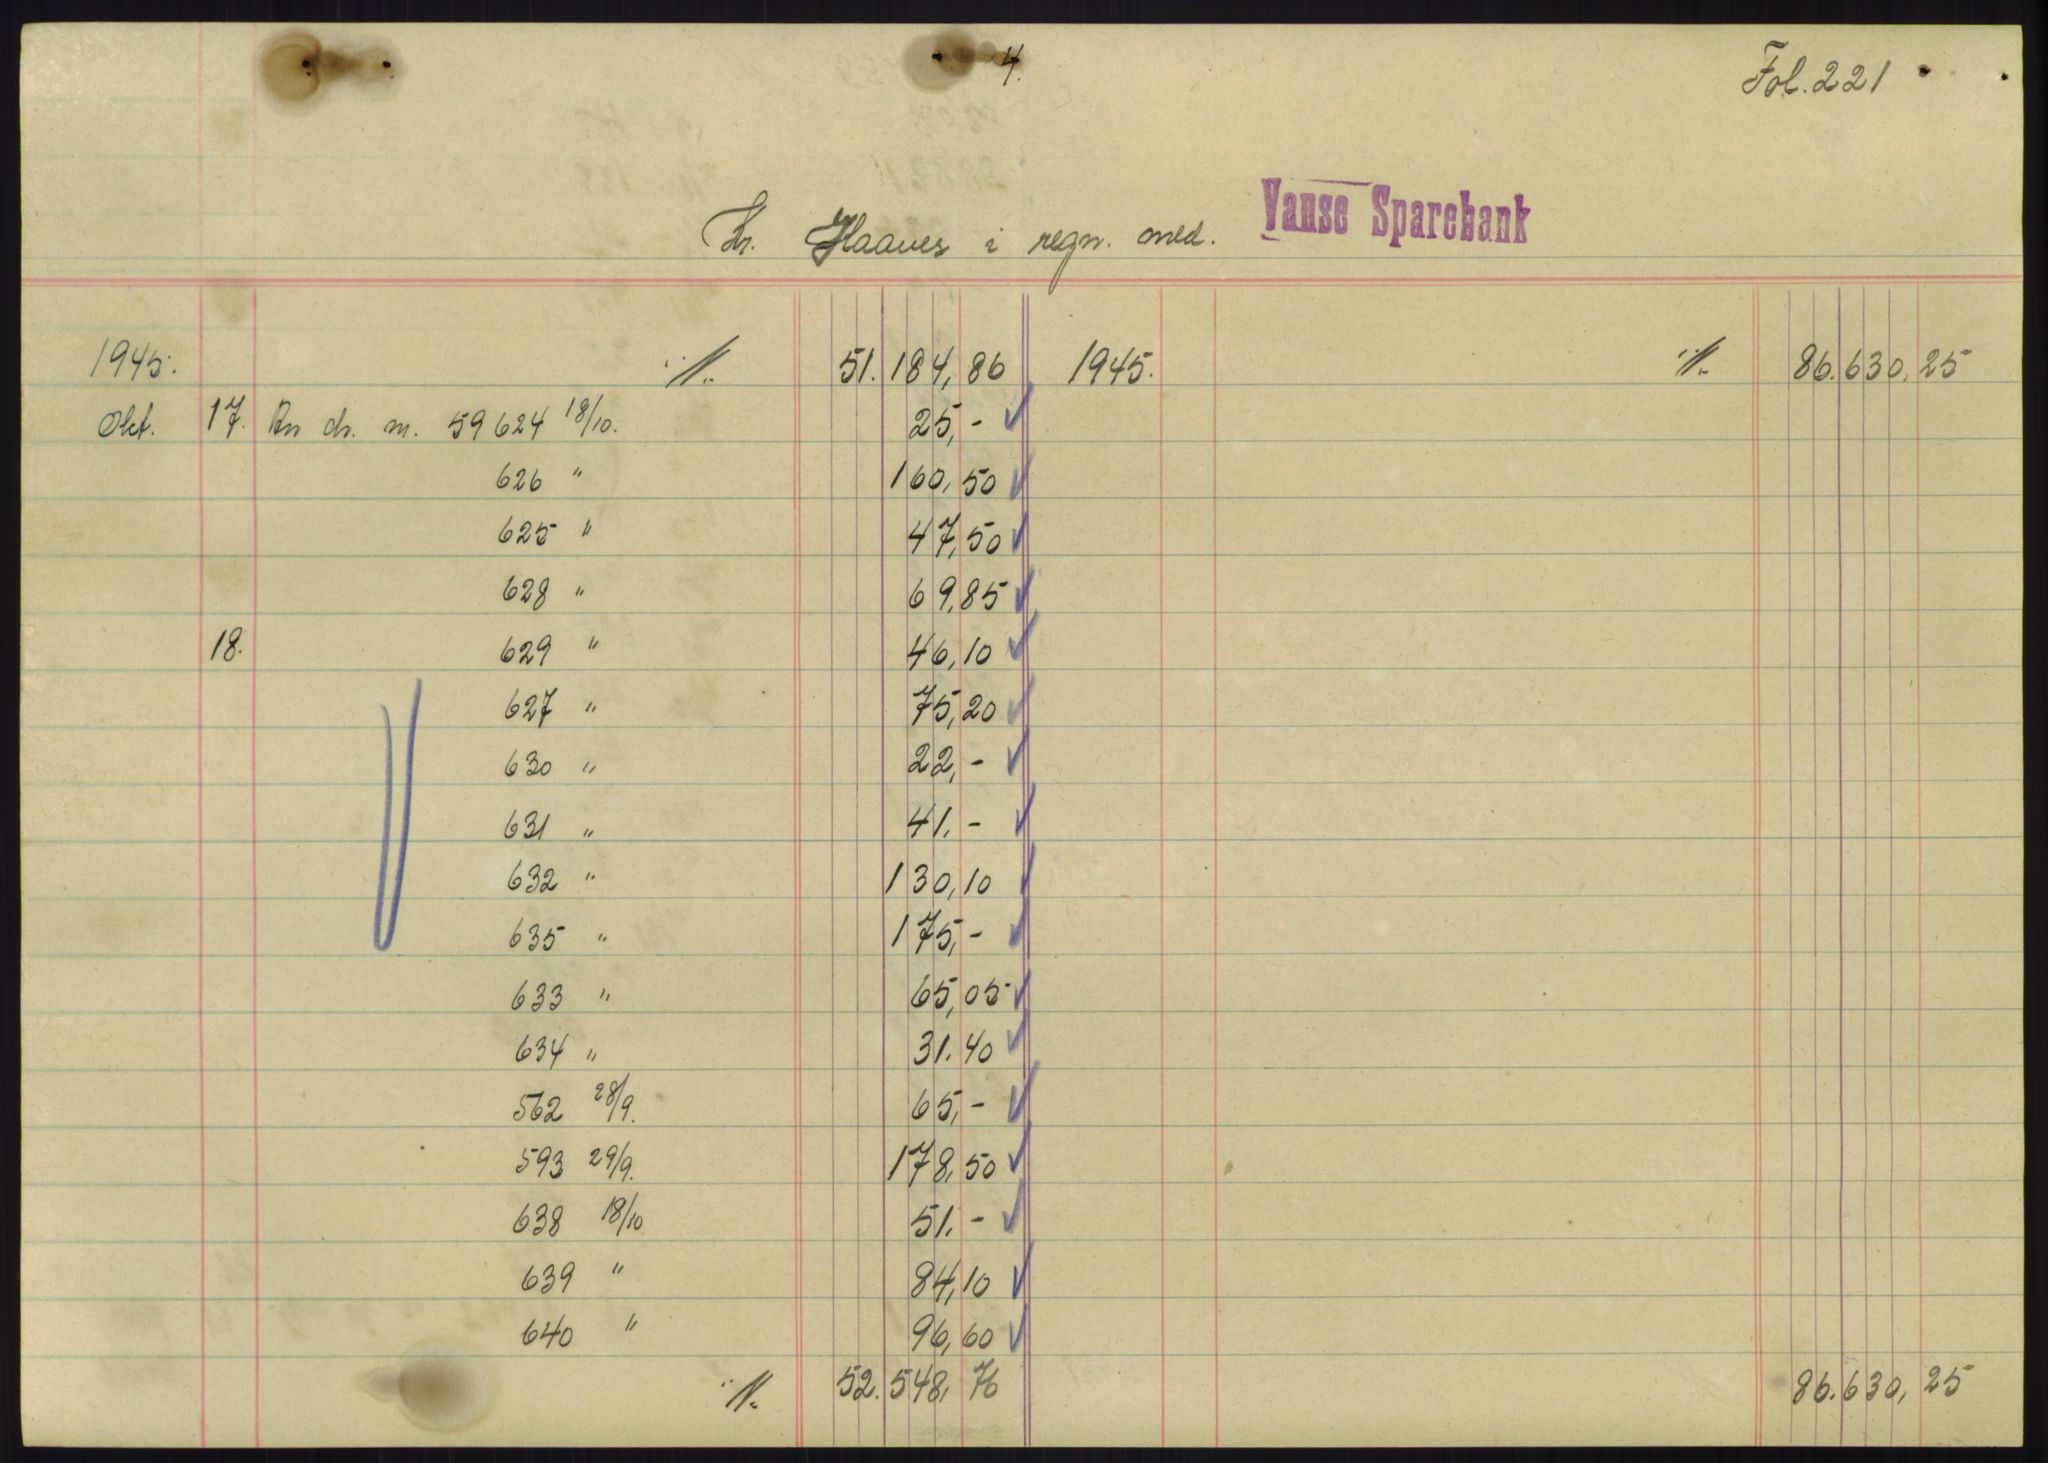 4.
Fol. 221
Kr. Haaves i regn. med. Vanse Sparebank
1945. ·/. 51.184,86 1945. ·/. 86.630,25
Okt. 17. An ch. nr. 59624 18/10. 25,-
626 " 160,50
625 " 47,50
628 " 69,85
18. 629 " 46,10
627 " 75,20
630 " 22,-
631 " 41.-
632 " 130,10
635 " 175,-
633 " 65,05
634 " 31.40
562 28/9. 65,-
593 29/9. 178,50
638 18/10 51.-
639 " 84,10
640 " 96,60
·/. 52.548,76 86.630,25